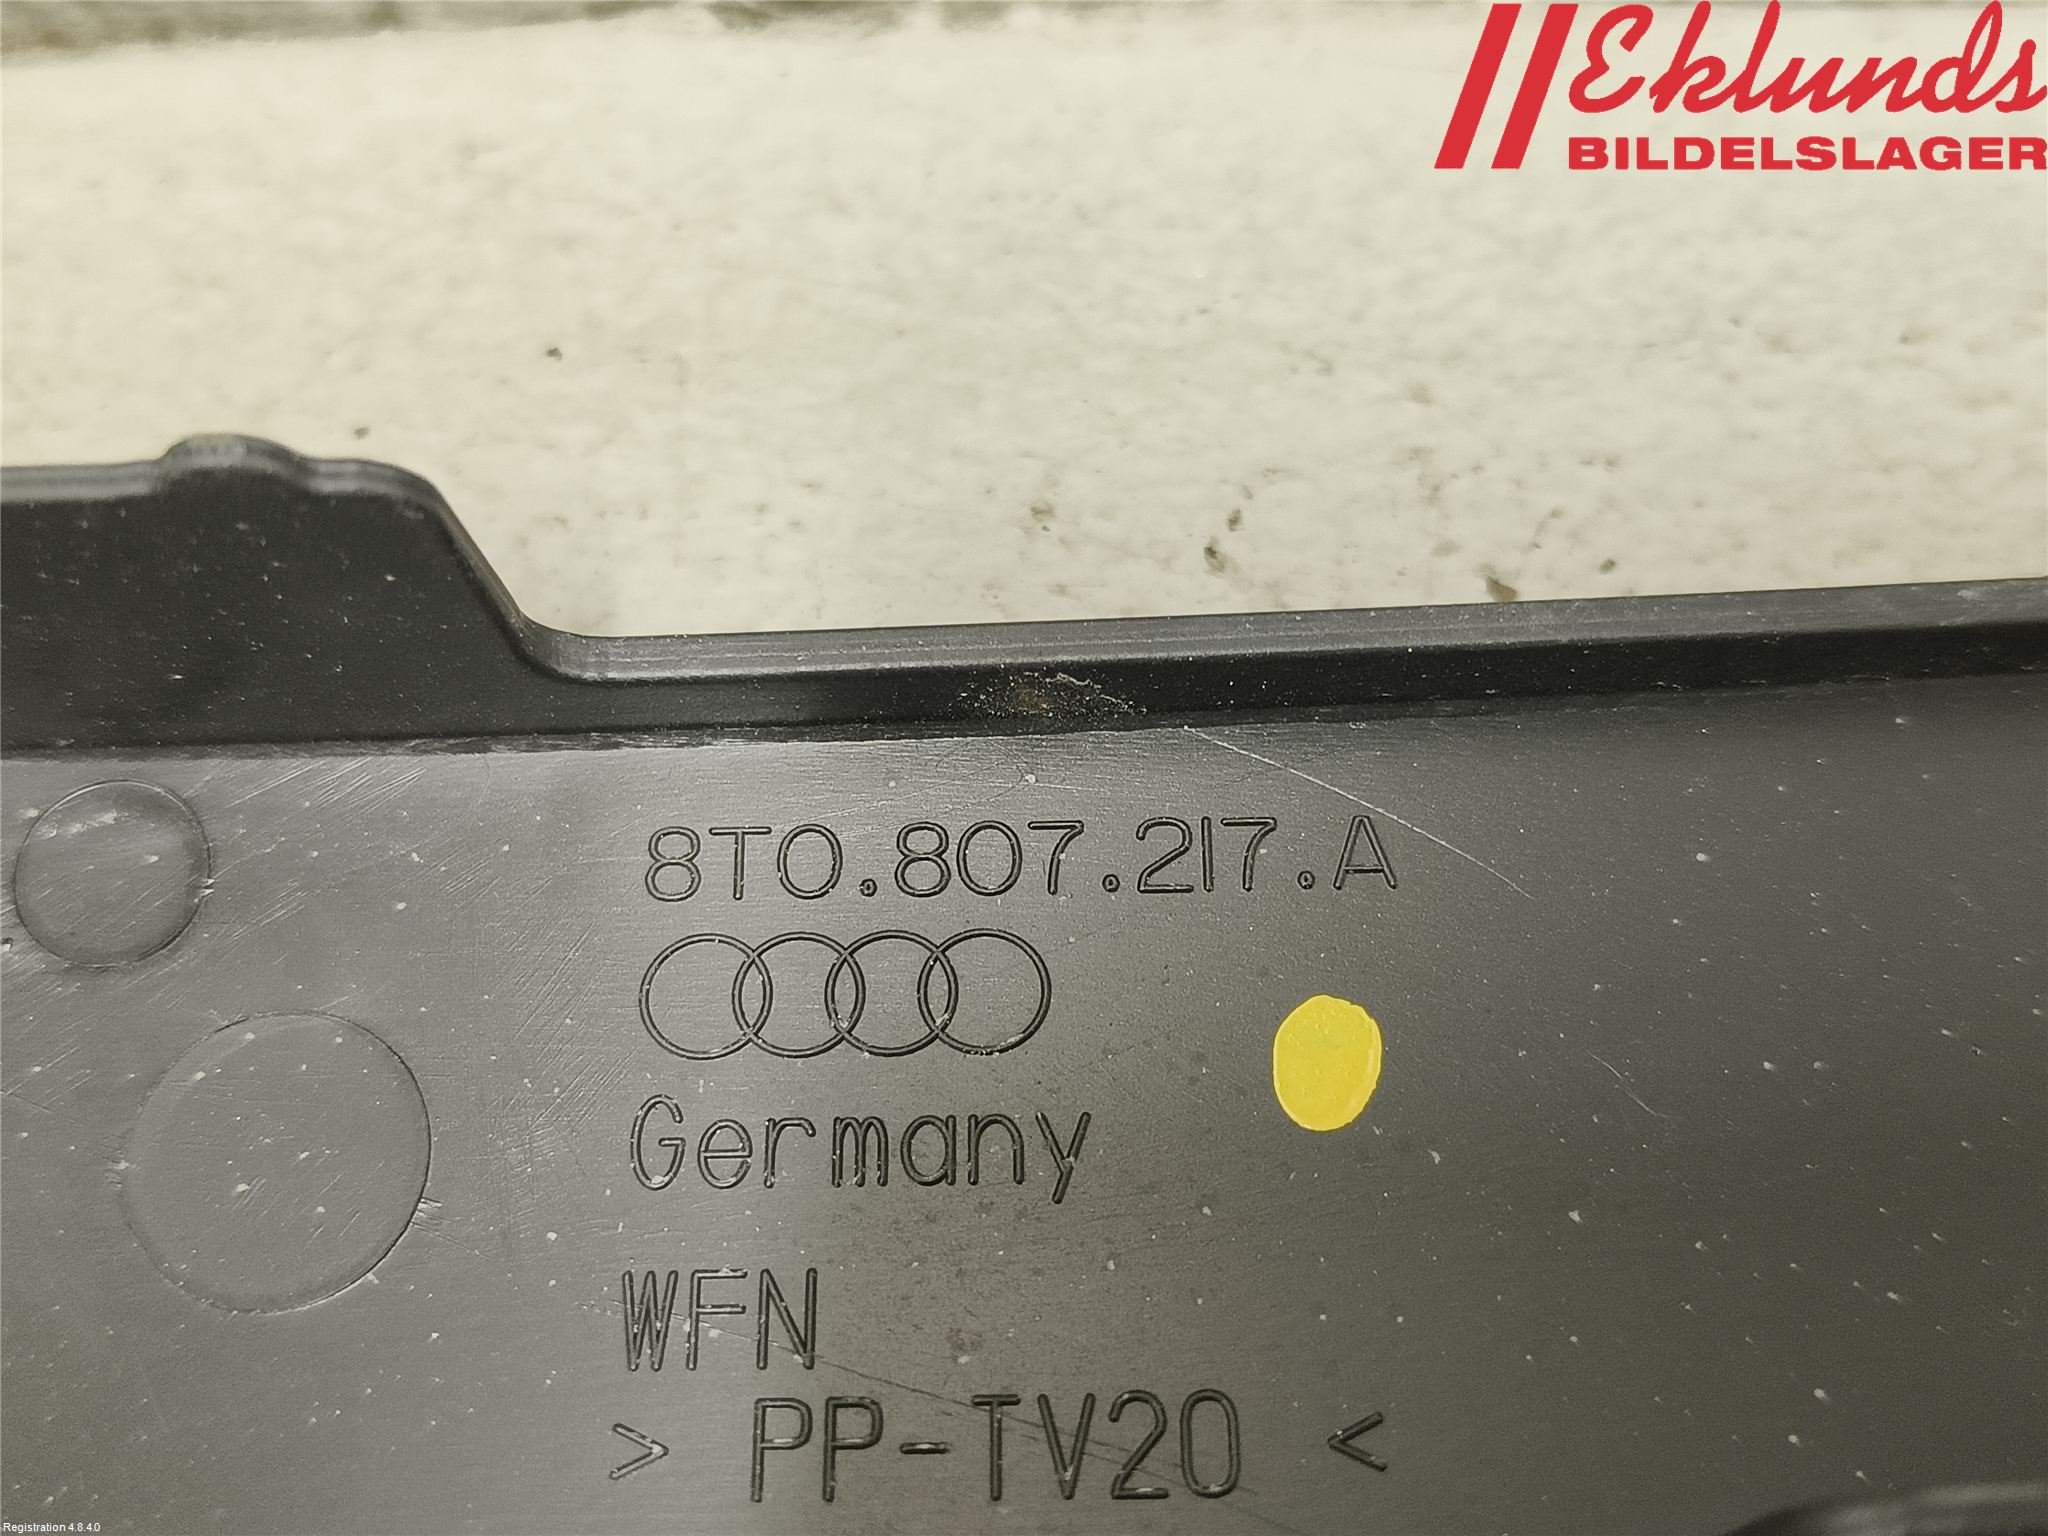 Eklunds
BILDELSLAGER
8T0.807.217.A
Germany
WFN
> PP-TV20 <
Registration 4.8.4.0